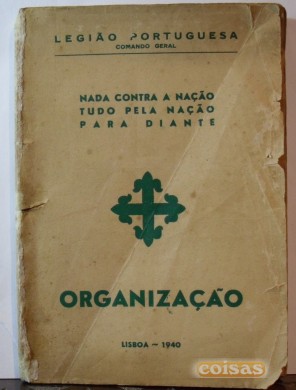 LEGIÃO PORTUGUESA
COMANDO GERAL
NADA CONTRA A NAÇÃO
TUDO PELA NAÇÃO
PARA DIANTE
ORGANIZAÇÃO
LISBOA — 1940
coisas